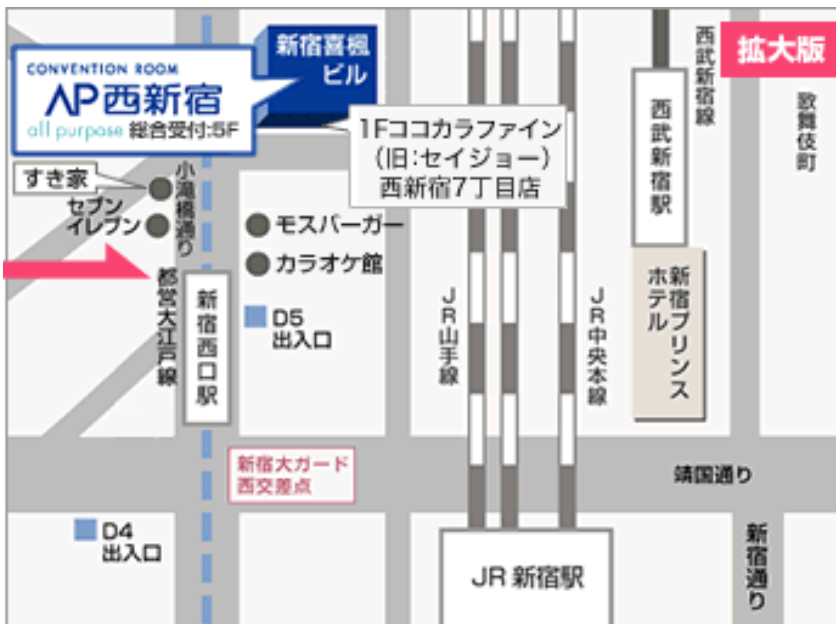 CONVENTION ROOM
AP西新宿
all purpose 総合受付:5F
新宿喜楓
ビル
拡大版
1Fココカラファイン
(旧:セイジョー)
西新宿7丁目店
西武新宿線
西武新宿駅
歌舞伎町
すき家
小滝橋通り
セブン
イレブン
モスバーガー
カラオケ館
都営大江戸線
新宿西口駅
D5
出入口
JR山手線
JR中央本線
新宿プリンス
ホテル
新宿大ガード
西交差点
靖国通り
D4
出入口
JR 新宿駅
新宿通り